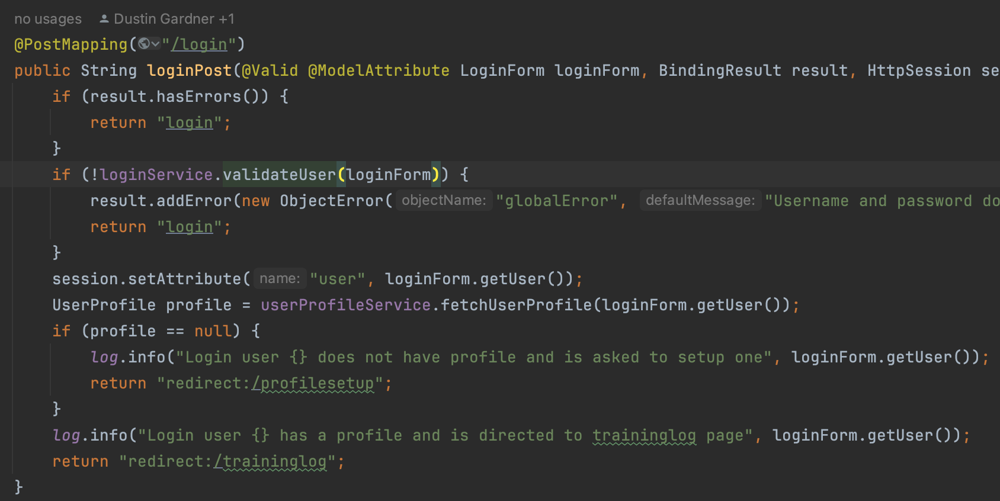 no usages Dustin Gardner +1
@PostMapping("/login")
public String loginPost(@Valid @ModelAttribute LoginForm loginForm, BindingResult result, HttpSession se
if (result.hasErrors()) {
return "login";
}
if (!loginService.validateUser(loginForm)) {
result.addError(new ObjectError( objectName: "globalError", defaultMessage: "Username and password do
return "login";
}
session.setAttribute( name: "user", loginForm.getUser());
UserProfile profile = userProfileService.fetchUserProfile(loginForm.getUser());
if (profile == null) {
log.info("Login user {} does not have profile and is asked to setup one", loginForm.getUser());
return "redirect:/profilesetup";
}
log.info("Login user {} has a profile and is directed to traininglog page", loginForm.getUser());
return "redirect:/traininglog";
}